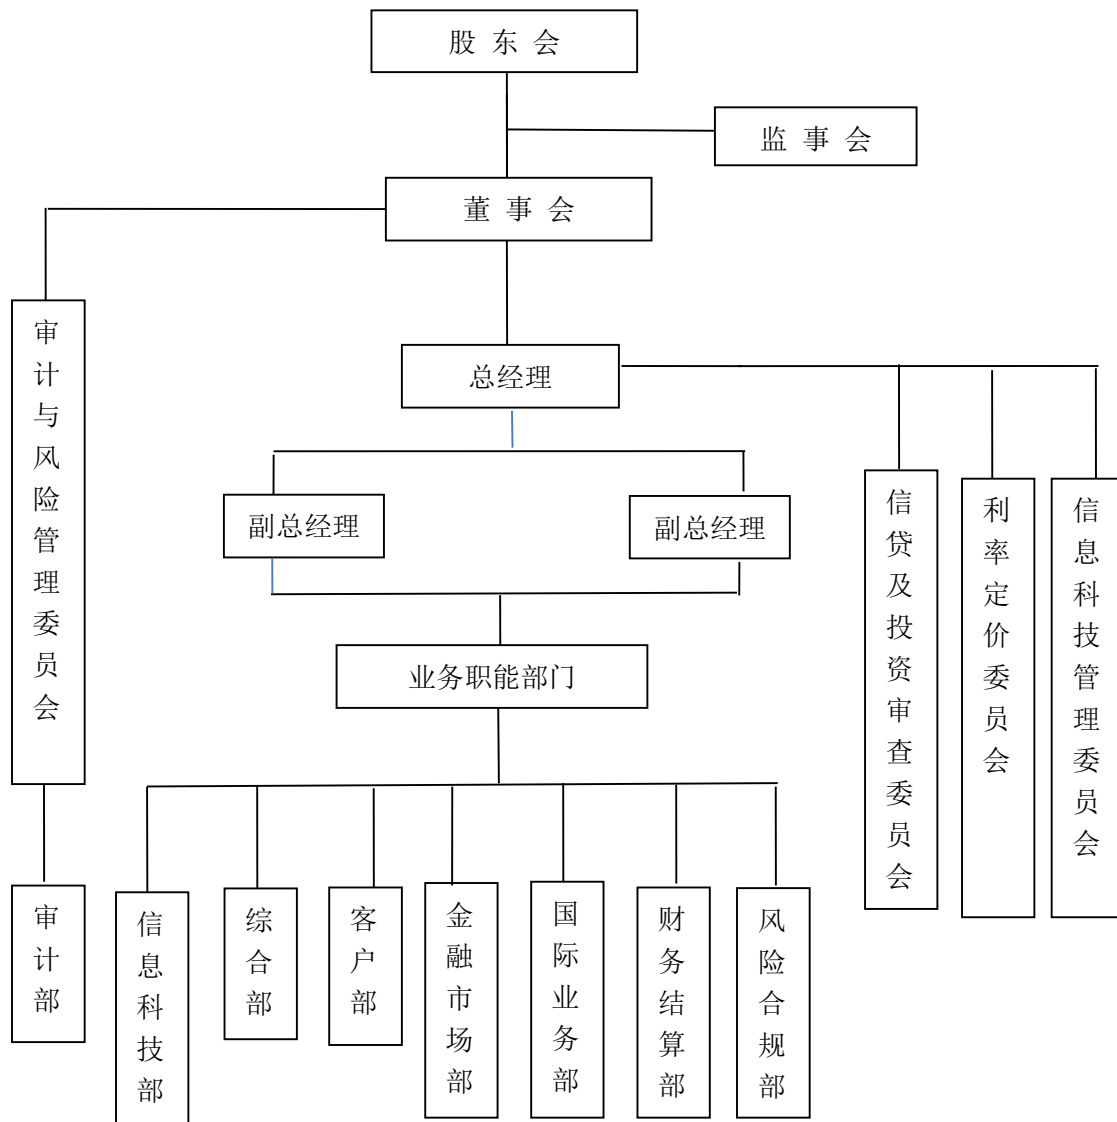 股 东 会
监 事 会
董 事 会
审计与风险管理委员会
总经理
副总经理
副总经理
信贷及投资审查委员会
利率定价委员会
信息科技管理委员会
业务职能部门
审计部
信息科技部
综合部
客户部
金融市场部
国际业务部
财务结算部
风险合规部